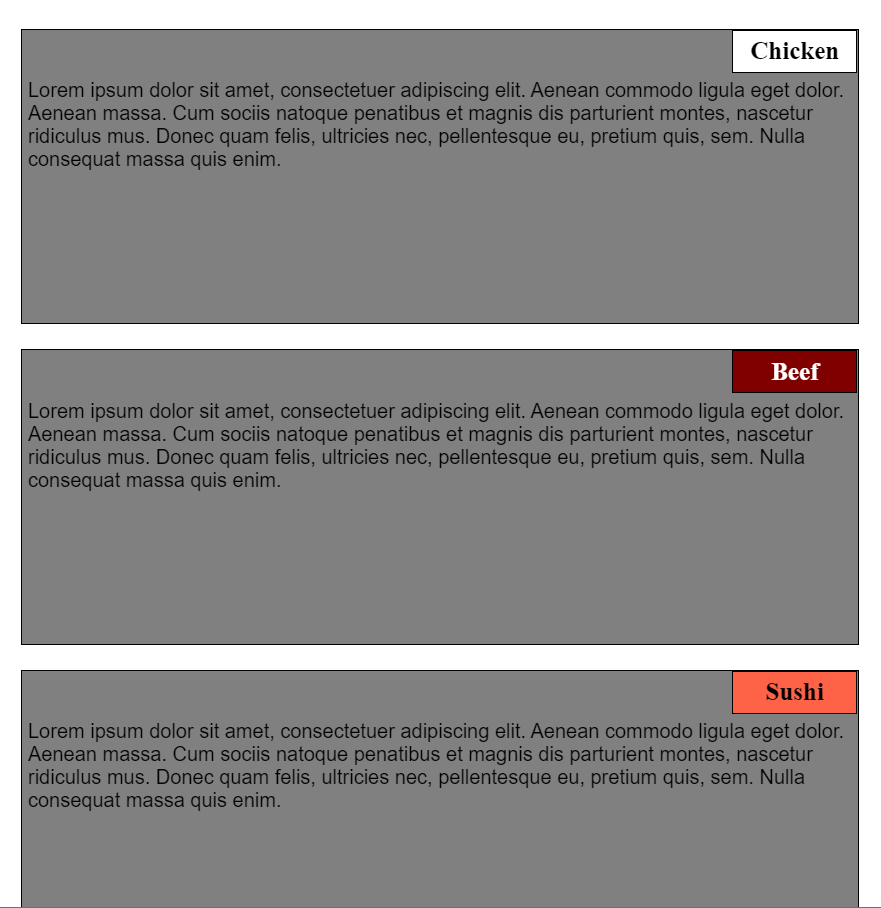 Chicken
Lorem ipsum dolor sit amet, consectetuer adipiscing elit. Aenean commodo ligula eget dolor.
Aenean massa. Cum sociis natoque penatibus et magnis dis parturient montes, nascetur
ridiculus mus. Donec quam felis, ultricies nec, pellentesque eu, pretium quis, sem. Nulla
consequat massa quis enim.
Beef
Lorem ipsum dolor sit amet, consectetuer adipiscing elit. Aenean commodo ligula eget dolor.
Aenean massa. Cum sociis natoque penatibus et magnis dis parturient montes, nascetur
ridiculus mus. Donec quam felis, ultricies nec, pellentesque eu, pretium quis, sem. Nulla
consequat massa quis enim.
Sushi
Lorem ipsum dolor sit amet, consectetuer adipiscing elit. Aenean commodo ligula eget dolor.
Aenean massa. Cum sociis natoque penatibus et magnis dis parturient montes, nascetur
ridiculus mus. Donec quam felis, ultricies nec, pellentesque eu, pretium quis, sem. Nulla
consequat massa quis enim.